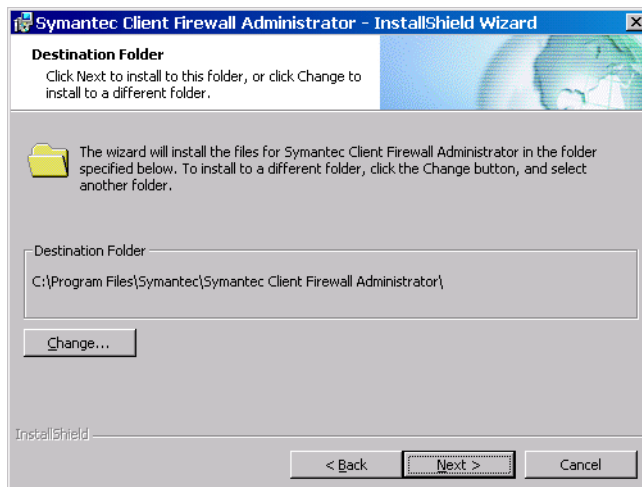 Symantec Client Firewall Administrator - InstallShield Wizard
Destination Folder
Click Next to install to this folder, or click Change to
install to a different folder.
The wizard will install the files for Symantec Client Firewall Administrator in the folder
specified below. To install to a different folder, click the Change button, and select
another folder.
Destination Folder
C:\Program Files\Symantec\Symantec Client Firewall Administrator\
Change...
InstallShield
< Back Next > Cancel